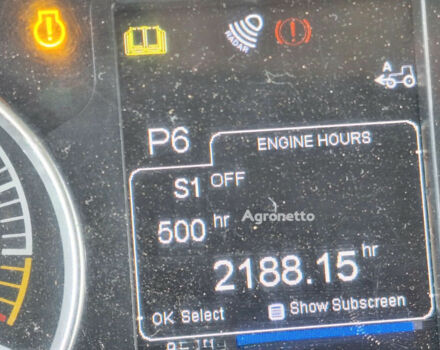 RADAR
A
P6
ENGINE HOURS
S1 OFF
500 hr
Agronetto
2188.15 hr
OK Select
Show Subscreen